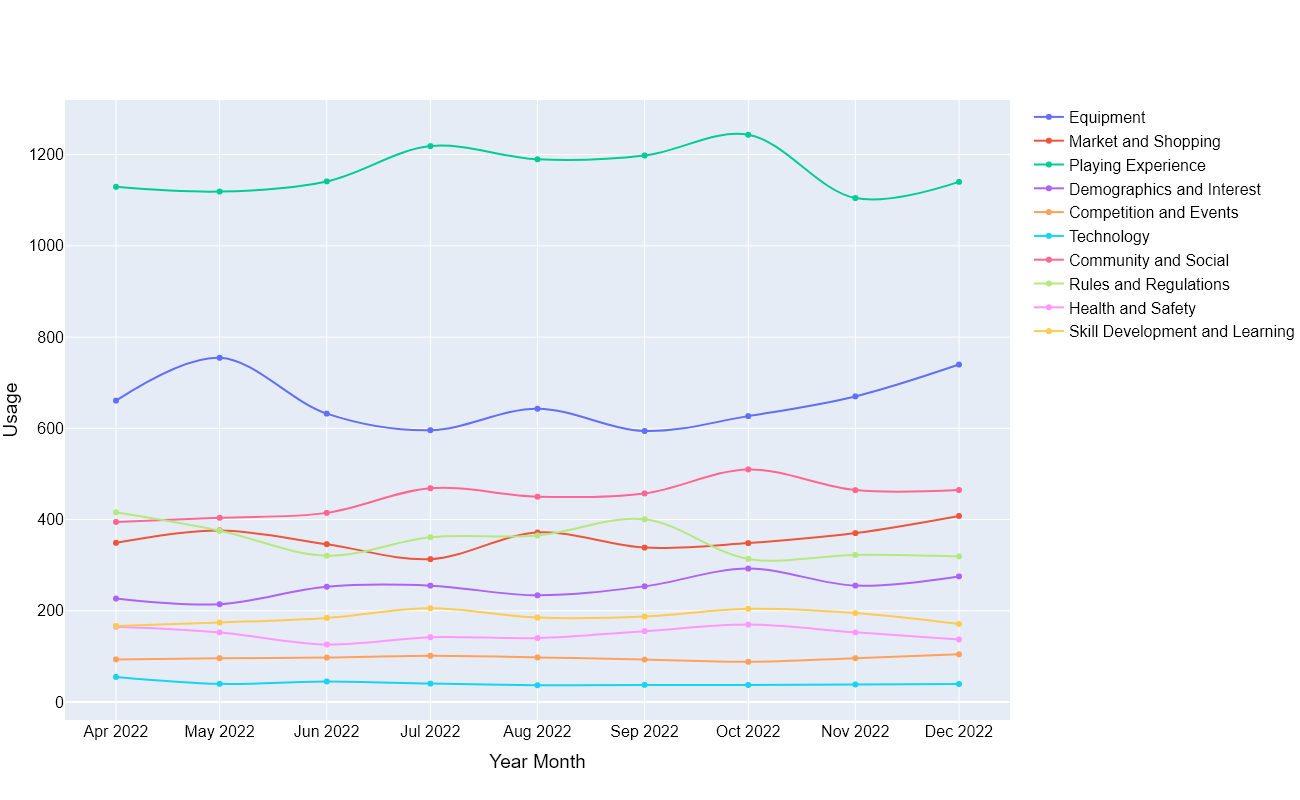 1200
1000
800
600
400
200
0
Usage
Apr 2022
May 2022
Jun 2022
Jul 2022
Aug 2022
Sep 2022
Oct 2022
Nov 2022
Dec 2022
Year Month
Equipment
Market and Shopping
Playing Experience
Demographics and Interest
Competition and Events
Technology
Community and Social
Rules and Regulations
Health and Safety
Skill Development and Learning